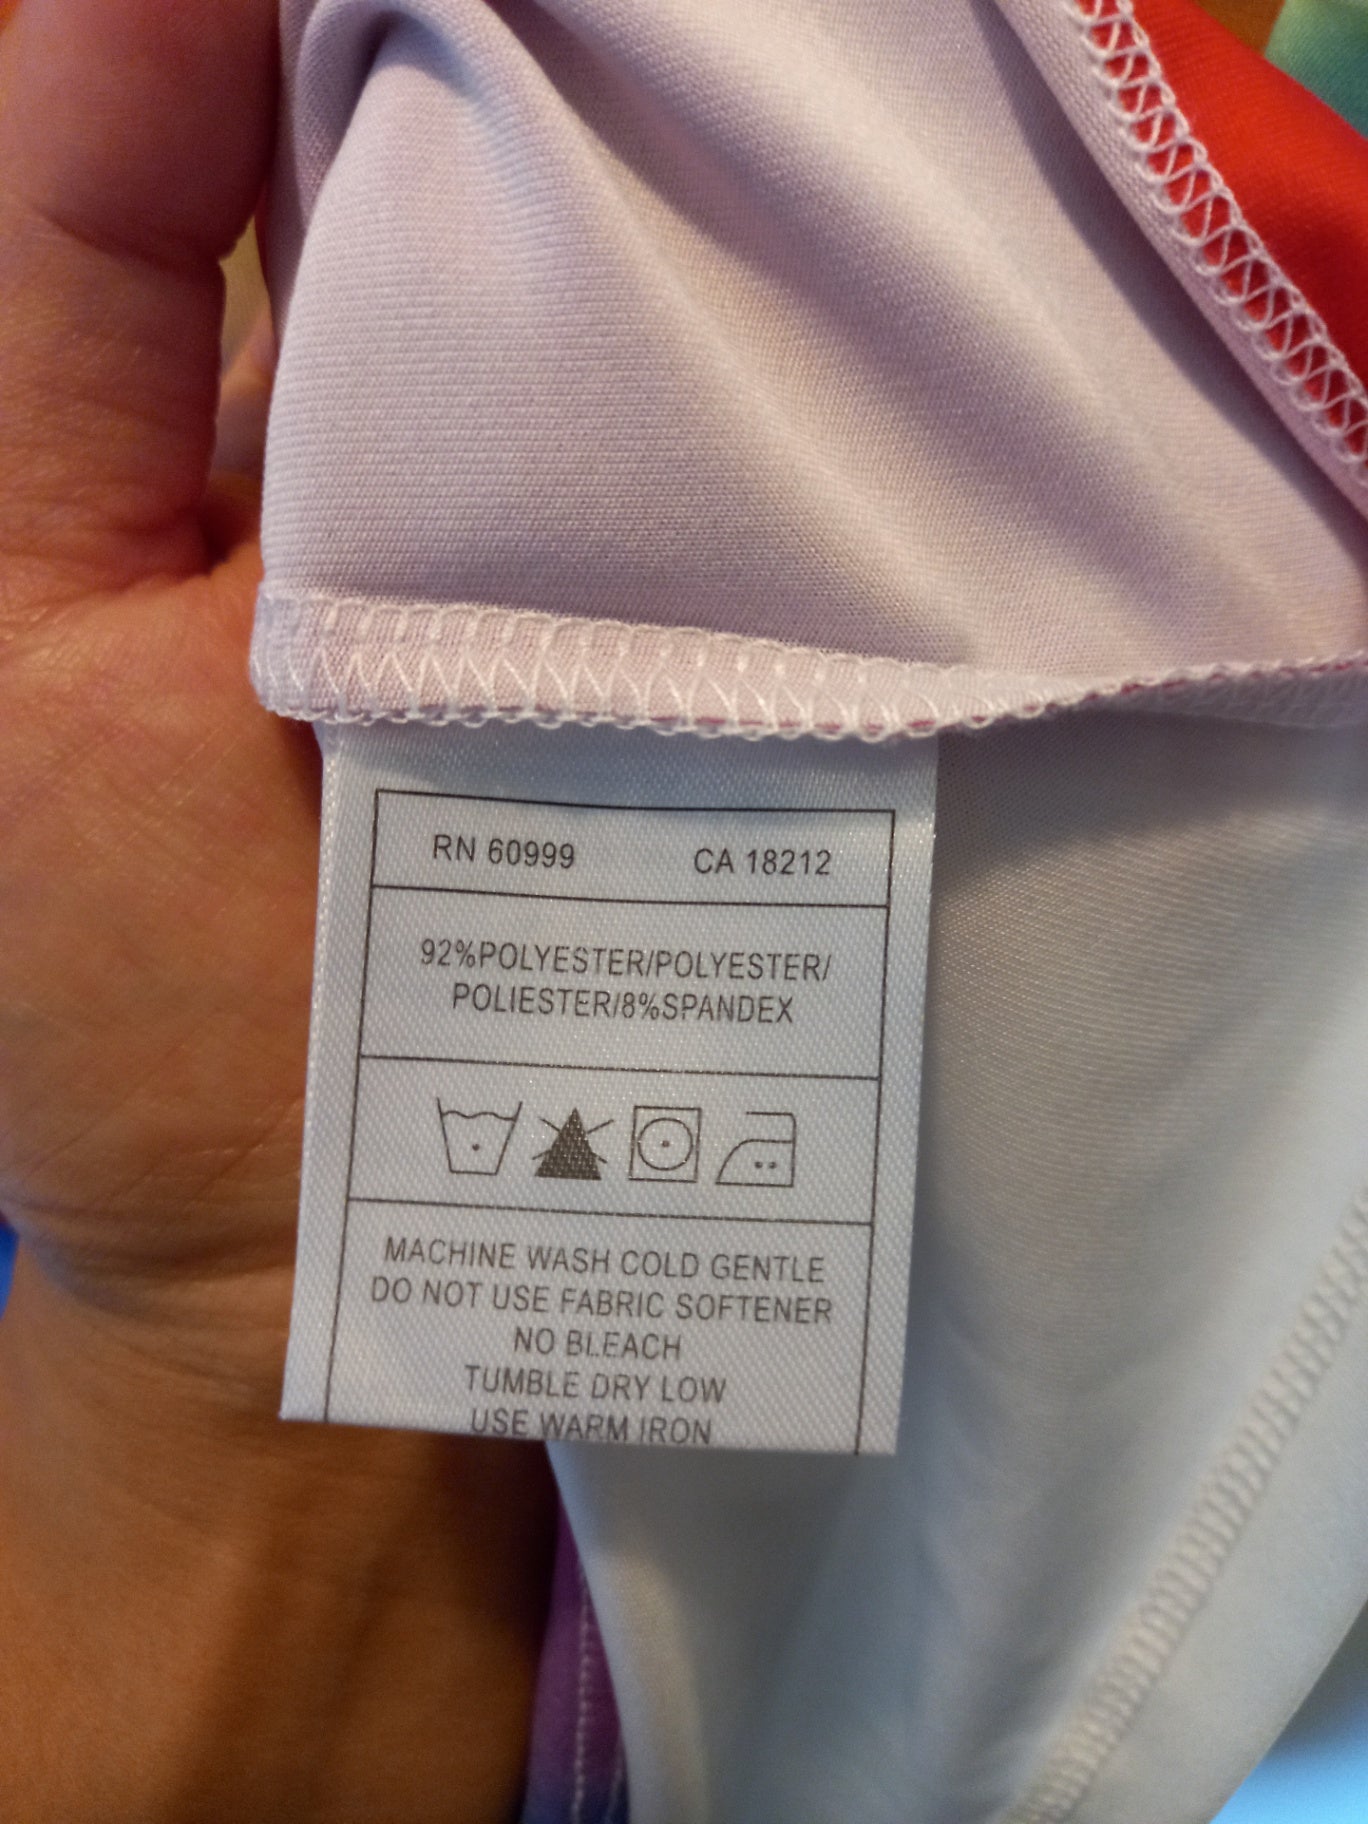 RN 60999 CA 18212
92%POLYESTER/POLYESTER/
POLIESTER/8%SPANDEX
MACHINE WASH COLD GENTLE
DO NOT USE FABRIC SOFTENER
NO BLEACH
TUMBLE DRY LOW
USE WARM IRON